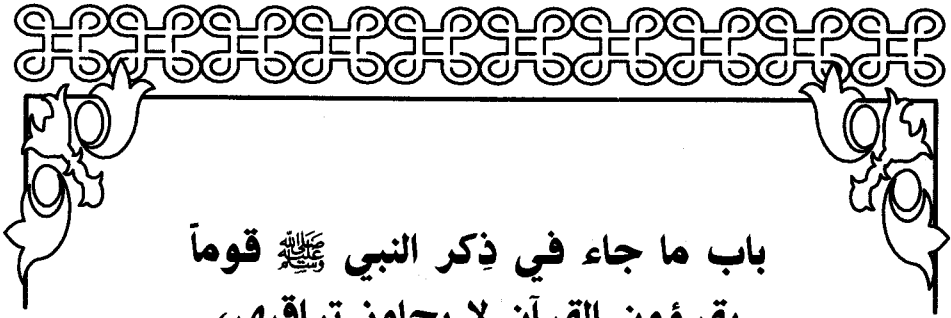 باب ما جاء في ذِكر النبي ﷺ قوماً
يقرؤون القرآن لا يجاوز تراقيهم